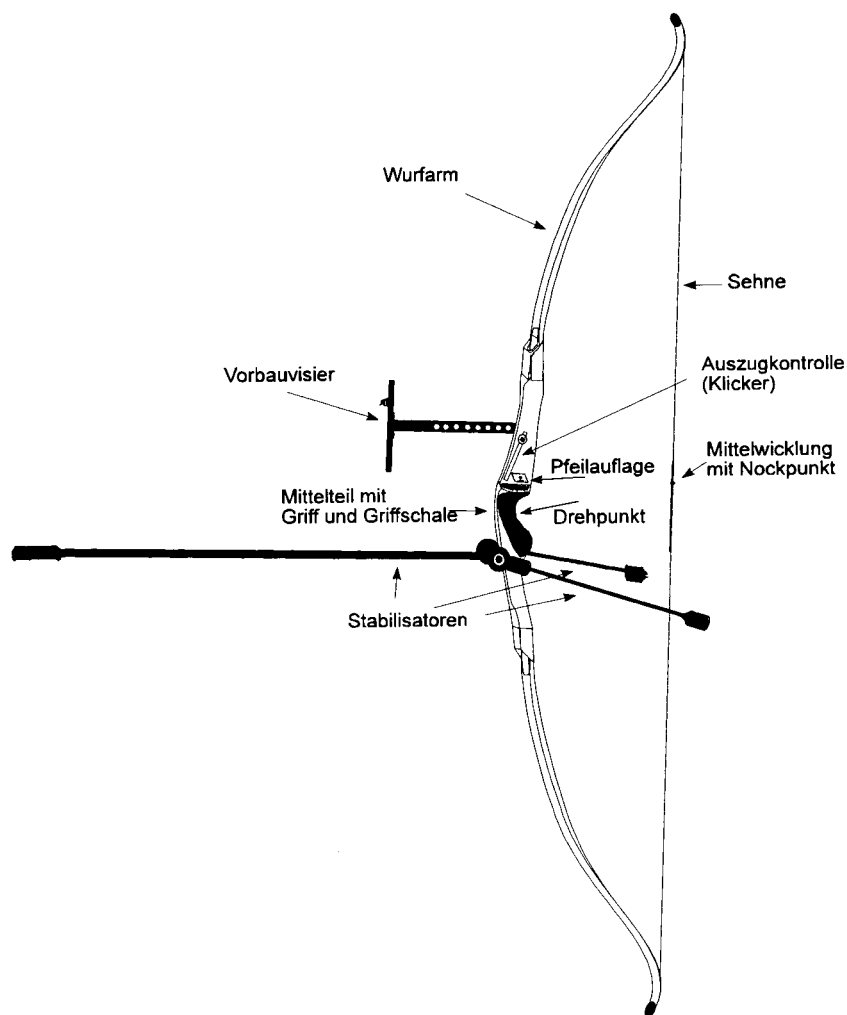 Wurfarm
Sehne
Auszugkontrolle
(Klicker)
Vorbauvisier
Mittelwicklung
mit Nockpunkt
Pfeilauflage
Mittelteil mit
Griff und Griffschale
Drehpunkt
Stabilisatoren